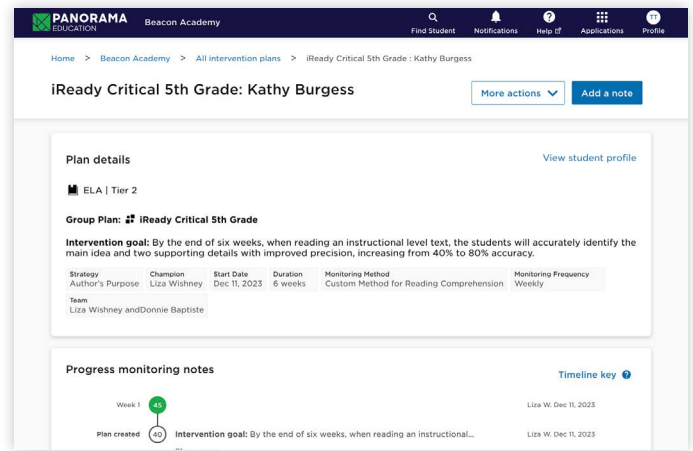 PANORAMA
EDUCATION
Beacon Academy
Find Student
Notifications
Help
Applications
TT
Profile
Home > Beacon Academy > All intervention plans > iReady Critical 5th Grade : Kathy Burgess
iReady Critical 5th Grade: Kathy Burgess
More actions
Add a note
Plan details
View student profile
ELA | Tier 2
Group Plan: iReady Critical 5th Grade
Intervention goal: By the end of six weeks, when reading an instructional level text, the students will accurately identify the
main idea and two supporting details with improved precision, increasing from 40% to 80% accuracy.
Strategy
Author's Purpose
Champion
Liza Wishney
Start Date
Dec 11, 2023
Duration
6 weeks
Monitoring Method
Custom Method for Reading Comprehension
Monitoring Frequency
Weekly
Team
Liza Wishney andDonnie Baptiste
Progress monitoring notes
Timeline key ?
Week 1 45 Liza W. Dec 11, 2023
Plan created 40 Intervention goal: By the end of six weeks, when reading an instructional... Liza W. Dec 11, 2023